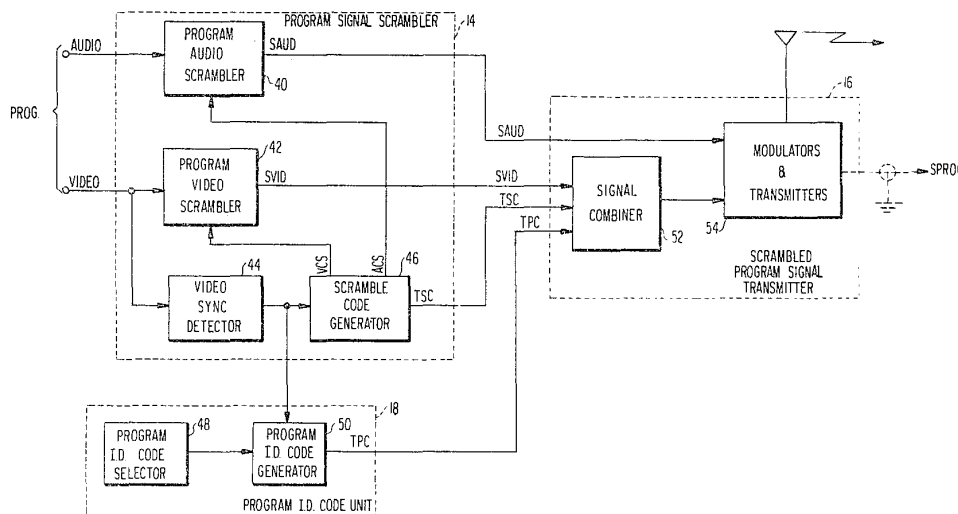 PROGRAM SIGNAL SCRAMBLER
14
AUDIO
PROGRAM
AUDIO
SCRAMBLER
40
SAUD
PROG.
16
42
SAUD
MODULATORS
&
TRANSMITTERS
54
SPROG
VIDEO
PROGRAM
VIDEO
SCRAMBLER
SVID
SVID
TSC
TPC
SIGNAL
COMBINER
52
VCS
ACS
44
VIDEO
SYNC
DETECTOR
46
SCRAMBLE
CODE
GENERATOR
TSC
SCRAMBLED
PROGRAM SIGNAL
TRANSMITTER
18
48
PROGRAM
I.D. CODE
SELECTOR
50
PROGRAM
I.D. CODE
GENERATOR
TPC
PROGRAM I.D. CODE UNIT